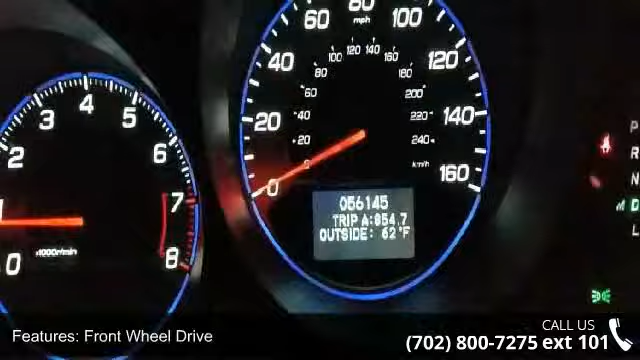 60 80 100
mph
40 120
100 120 140 160
80 180
60 200
4
3 5
2 6
20 40 220 140
20 240
0 km/h
0 160
1 7
x1000r/min
0 8
056145
TRIP A:854.7
OUTSIDE: 62°F
P
R
N
D
L
Features: Front Wheel Drive
CALL US
(702) 800-7275 ext 101